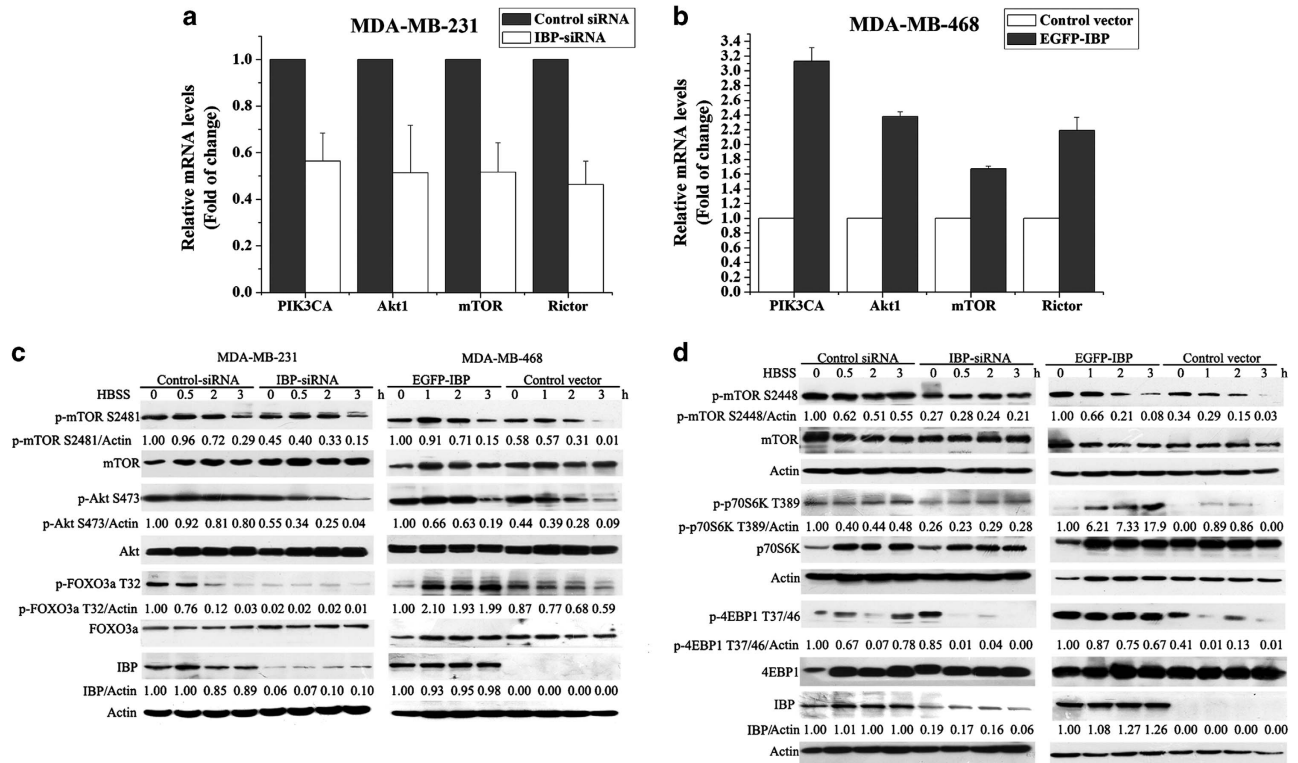 a
MDA-MB-231
Control siRNA
IBP-siRNA
Relative mRNA levels
(Fold of change)
1.0
0.8
0.6
0.4
0.2
0.0
PIK3CA Akt1 mTOR Rictor
b
MDA-MB-468
Control vector
EGFP-IBP
Relative mRNA levels
(Fold of change)
3.4
3.2
3.0
2.8
2.6
2.4
2.2
2.0
1.8
1.6
1.4
1.2
1.0
0.8
0.6
0.4
0.2
0.0
PIK3CA Akt1 mTOR Rictor
c
MDA-MB-231 MDA-MB-468
Control-siRNA IBP-siRNA EGFP-IBP Control vector
HBSS 0 0.5 2 3 0 0.5 2 3 h 0 1 2 3 0 1 2 3 h
p-mTOR S2481
p-mTOR S2481/Actin 1.00 0.96 0.72 0.29 0.45 0.40 0.33 0.15 1.00 0.91 0.71 0.15 0.58 0.57 0.31 0.01
mTOR
p-Akt S473
p-Akt S473/Actin 1.00 0.92 0.81 0.80 0.55 0.34 0.25 0.04 1.00 0.66 0.63 0.19 0.44 0.39 0.28 0.09
Akt
p-FOXO3a T32
p-FOXO3a T32/Actin 1.00 0.76 0.12 0.03 0.02 0.02 0.02 0.01 1.00 2.10 1.93 1.99 0.87 0.77 0.68 0.59
FOXO3a
IBP
IBP/Actin 1.00 1.00 0.85 0.89 0.06 0.07 0.10 0.10 1.00 0.93 0.95 0.98 0.00 0.00 0.00 0.00
Actin
d
Control siRNA IBP-siRNA EGFP-IBP Control vector
HBSS 0 0.5 2 3 0 0.5 2 3 h 0 1 2 3 0 1 2 3 h
p-mTOR S2448
p-mTOR S2448/Actin 1.00 0.62 0.51 0.55 0.27 0.28 0.24 0.21 1.00 0.66 0.21 0.08 0.34 0.29 0.15 0.03
mTOR
Actin
p-p70S6K T389
p-p70S6K T389/Actin 1.00 0.40 0.44 0.48 0.26 0.23 0.29 0.28 1.00 6.21 7.33 17.9 0.00 0.89 0.86 0.00
p70S6K
Actin
p-4EBP1 T37/46
p-4EBP1 T37/46/Actin 1.00 0.67 0.07 0.78 0.85 0.01 0.04 0.00 1.00 0.87 0.75 0.67 0.41 0.01 0.13 0.01
4EBP1
IBP
IBP/Actin 1.00 1.01 1.00 1.00 0.19 0.17 0.16 0.06 1.00 1.08 1.27 1.26 0.00 0.00 0.00 0.00
Actin